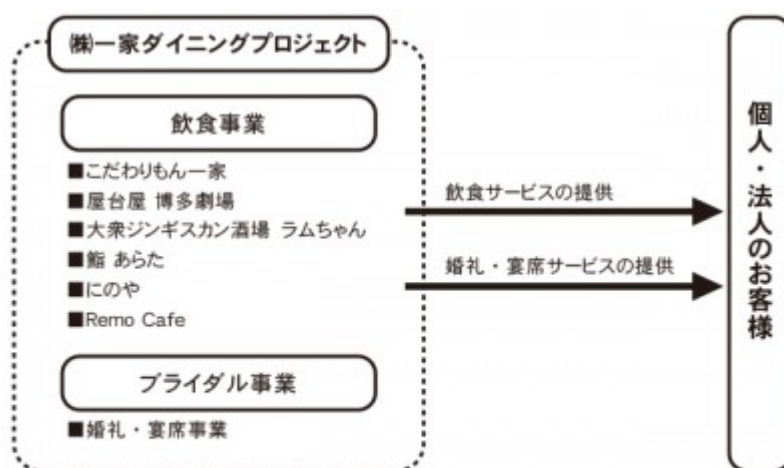 ㈱一家ダイニングプロジェクト
飲食事業
■こだわりもん一家
■屋台屋 博多劇場
■大衆ジンギスカン酒場 ラムちゃん
■鮨 あらた
■にのや
■Remo Cafe
ブライダル事業
■婚礼・宴席事業
飲食サービスの提供
婚礼・宴席サービスの提供
個人・法人のお客様